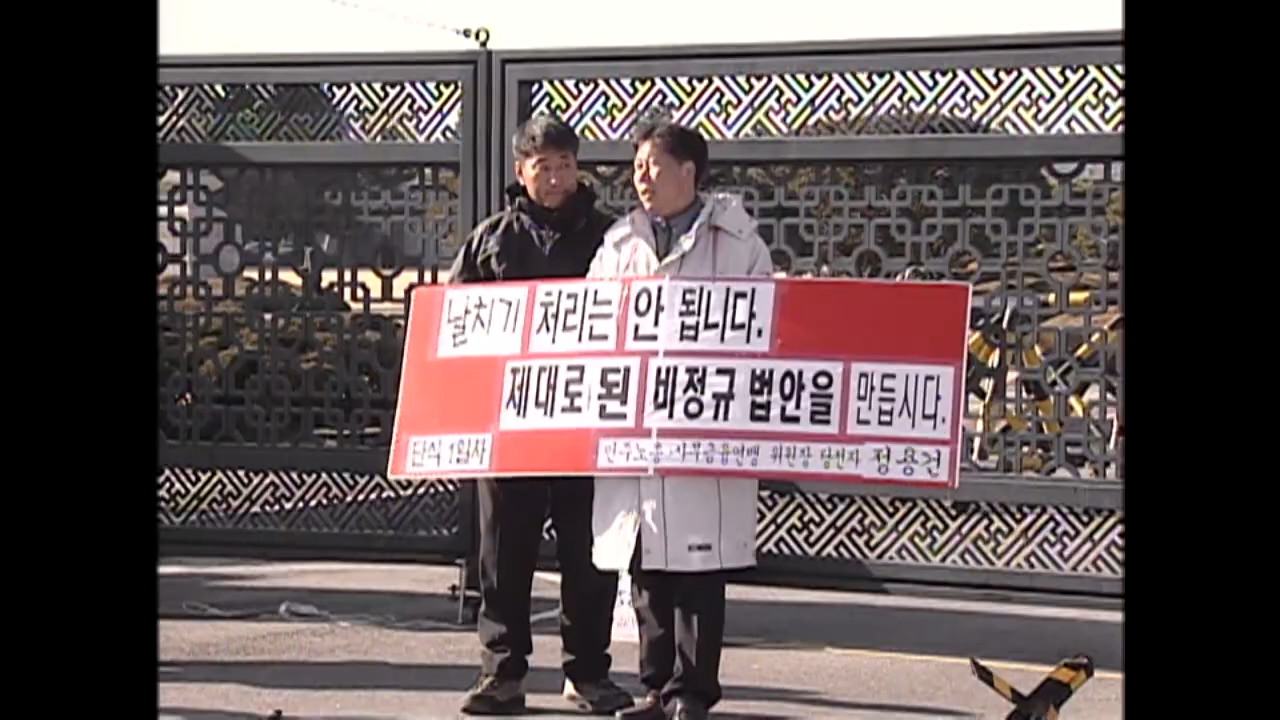 날치기 처리는 안 됩니다.
제대로 된 비정규 법안을 만듭시다.
단식 1일차
민주노총 사무금융연맹 위원장 당선자 정용건